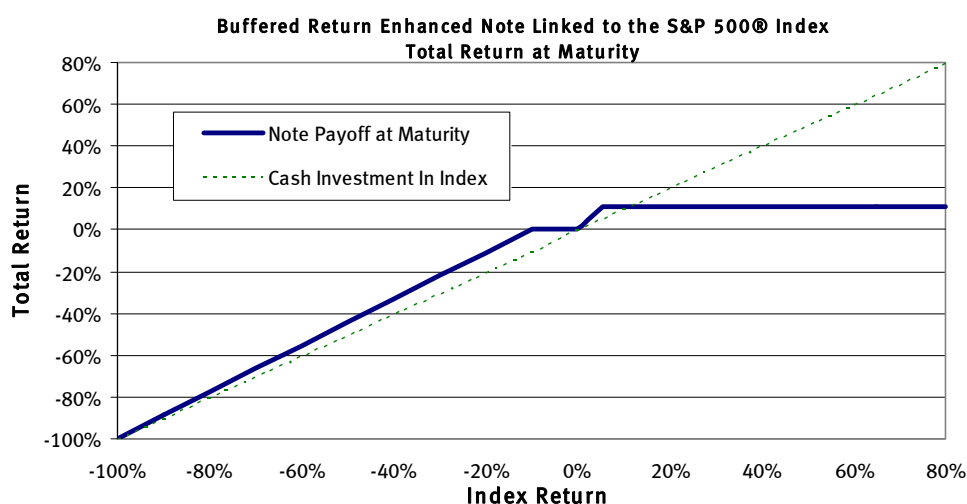 Buffered Return Enhanced Note Linked to the S&P 500® Index
Total Return at Maturity
80%
60%
40%
20%
0%
-20%
-40%
-60%
-80%
-100%
Total Return
Note Payoff at Maturity
Cash Investment In Index
-100% -80% -60% -40% -20% 0% 20% 40% 60% 80%
Index Return